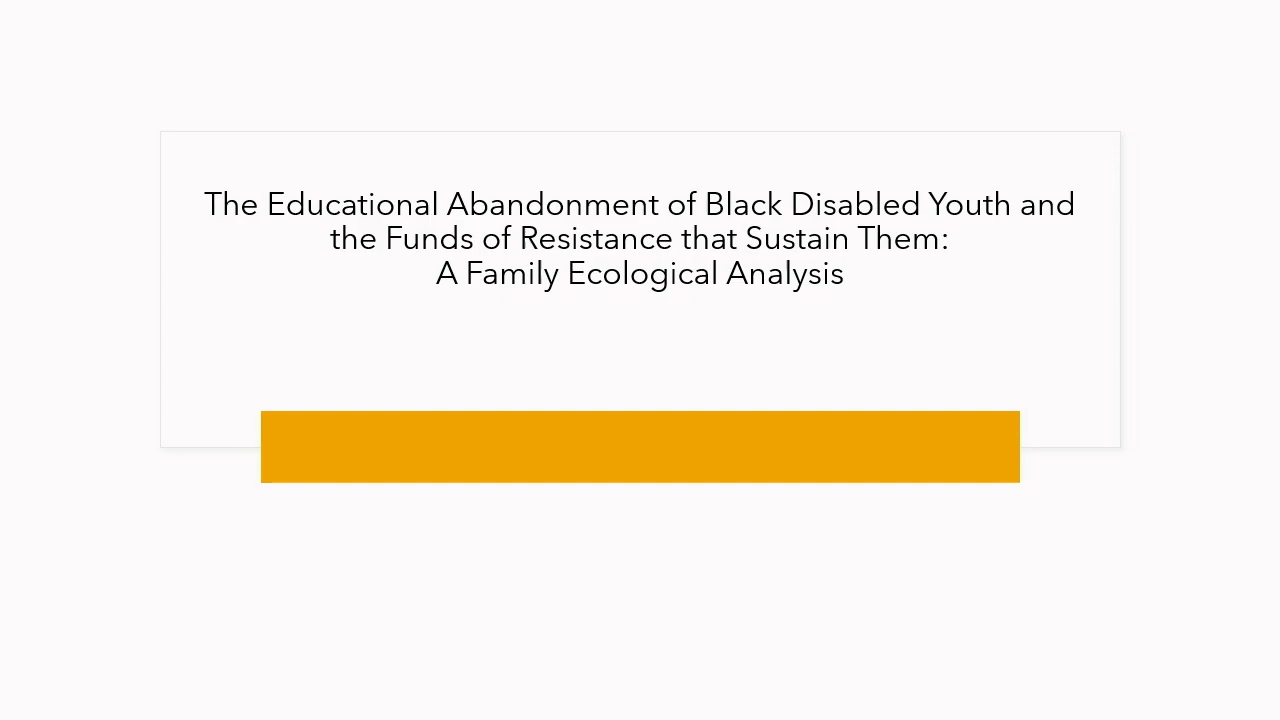 The Educational Abandonment of Black Disabled Youth and
the Funds of Resistance that Sustain Them:
A Family Ecological Analysis